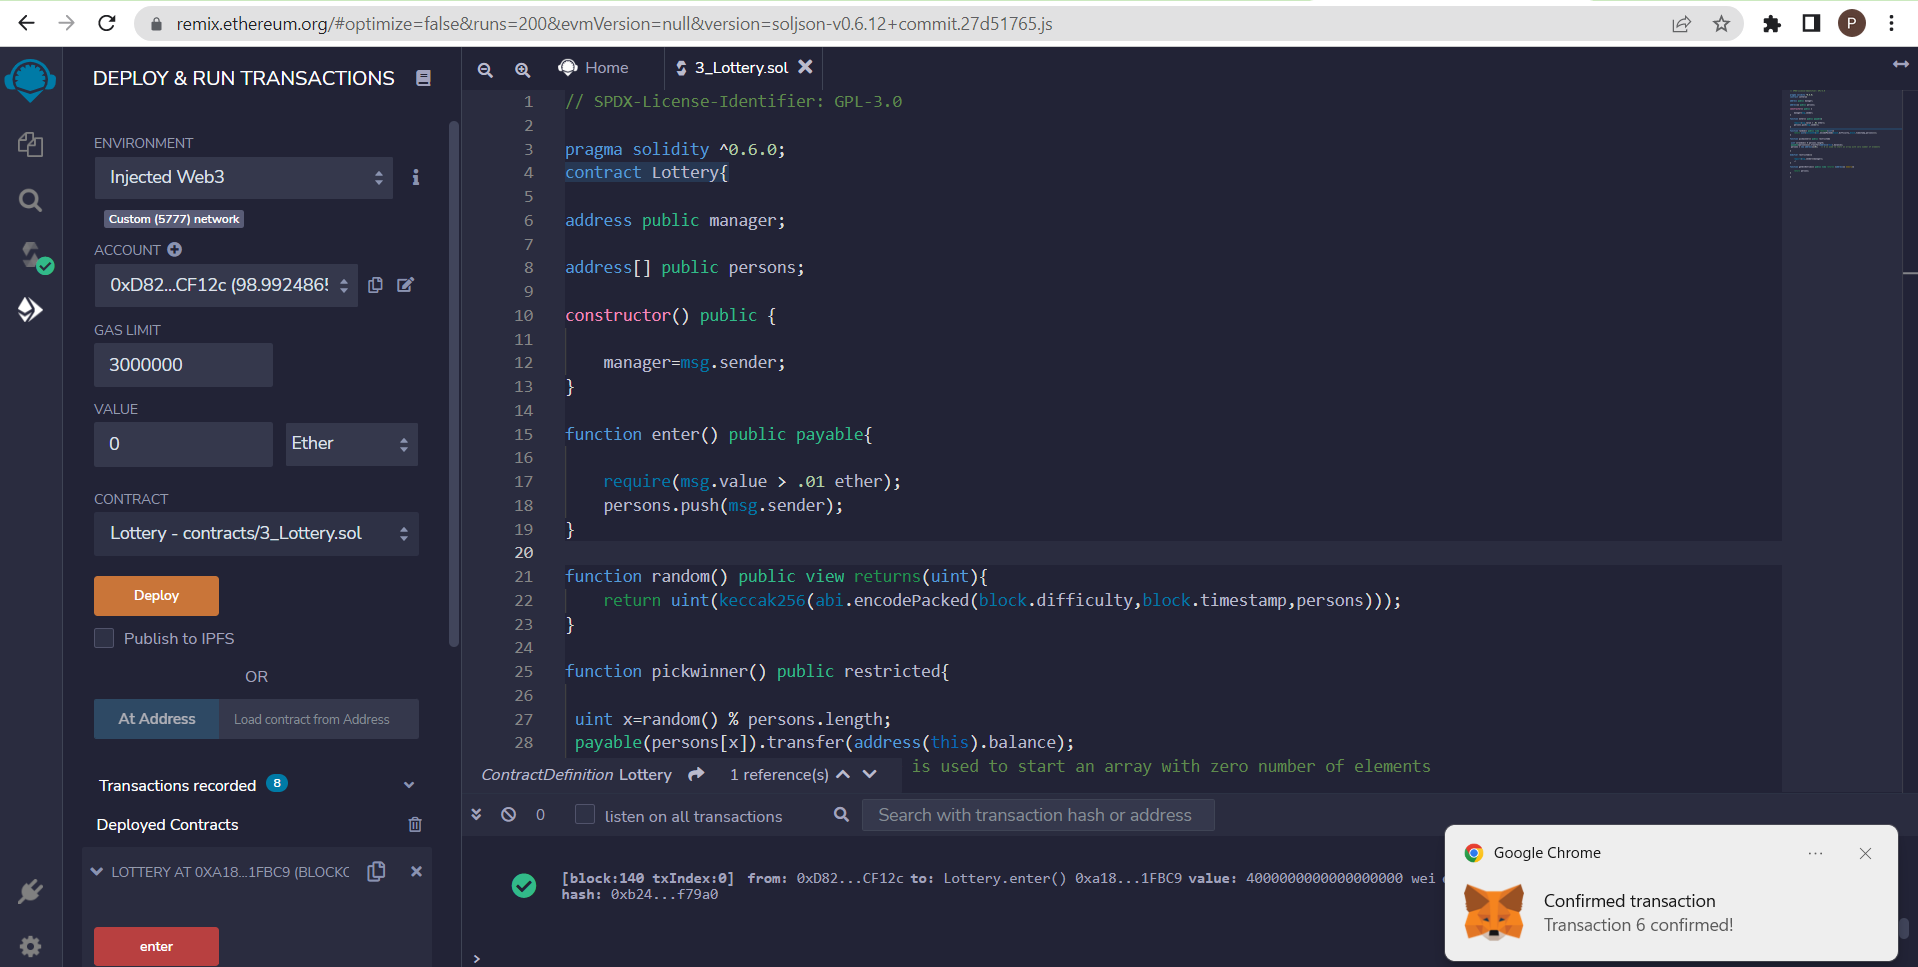 remix.ethereum.org/#optimize=false&runs=200&evmVersion=null&version=soljson-v0.6.12+commit.27d51765.js
P
DEPLOY & RUN TRANSACTIONS
ENVIRONMENT
Injected Web3
Custom (5777) network
ACCOUNT
0xD82...CF12c (98.9924865
GAS LIMIT
3000000
VALUE
0
Ether
CONTRACT
Lottery - contracts/3_Lottery.sol
Deploy
Publish to IPFS
OR
At Address
Load contract from Address
Transactions recorded 8
Deployed Contracts
LOTTERY AT 0XA18...1FBC9 (BLOCKC
enter
Home
3_Lottery.sol
1 // SPDX-License-Identifier: GPL-3.0
2
3 pragma solidity ^0.6.0;
4 contract Lottery{
5
6 address public manager;
7
8 address[] public persons;
9
10 constructor() public {
11
12 manager=msg.sender;
13 }
14
15 function enter() public payable{
16
17 require(msg.value > .01 ether);
18 persons.push(msg.sender);
19 }
20
21 function random() public view returns(uint){
22 return uint(keccak256(abi.encodePacked(block.difficulty,block.timestamp,persons)));
23 }
24
25 function pickwinner() public restricted{
26
27 uint x=random() % persons.length;
28 payable(persons[x]).transfer(address(this).balance);
is used to start an array with zero number of elements
ContractDefinition Lottery 1 reference(s)
0
listen on all transactions
Search with transaction hash or address
[block:140 txIndex:0] from: 0xD82...CF12c to: Lottery.enter() 0xa18...1FBC9 value: 4000000000000000000 wei
hash: 0xb24...f79a0
>
Google Chrome
Confirmed transaction
Transaction 6 confirmed!